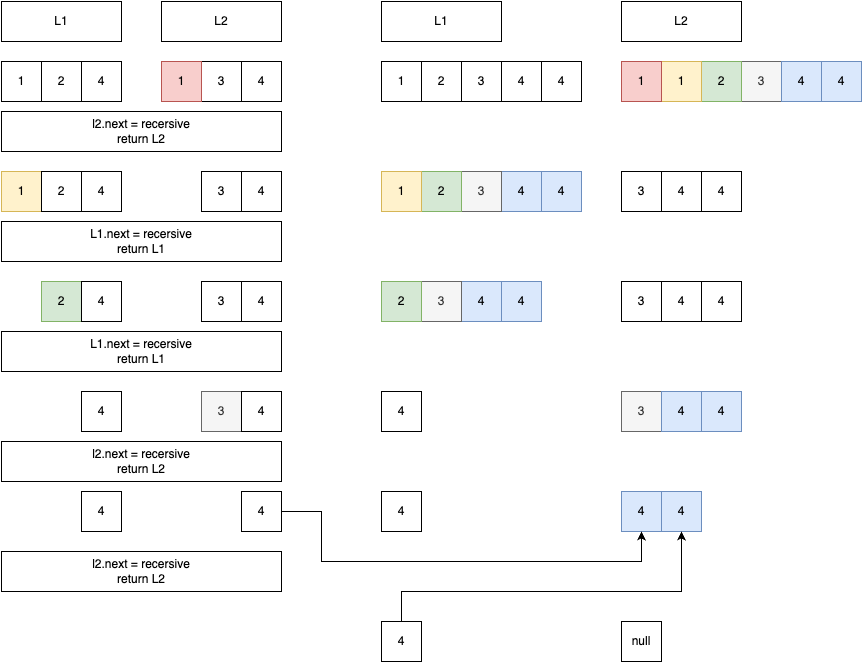 L1 L2 L1 L2
1 2 4 1 3 4 1 2 3 4 4 1 1 2 3 4 4
l2.next = recersive
return L2
1 2 4 3 4 1 2 3 4 4 3 4 4
L1.next = recersive
return L1
2 4 3 4 2 3 4 4 3 4 4
L1.next = recersive
return L1
4 3 4 4 3 4 4
l2.next = recersive
return L2
4 4 4 4 4
l2.next = recersive
return L2
4 null